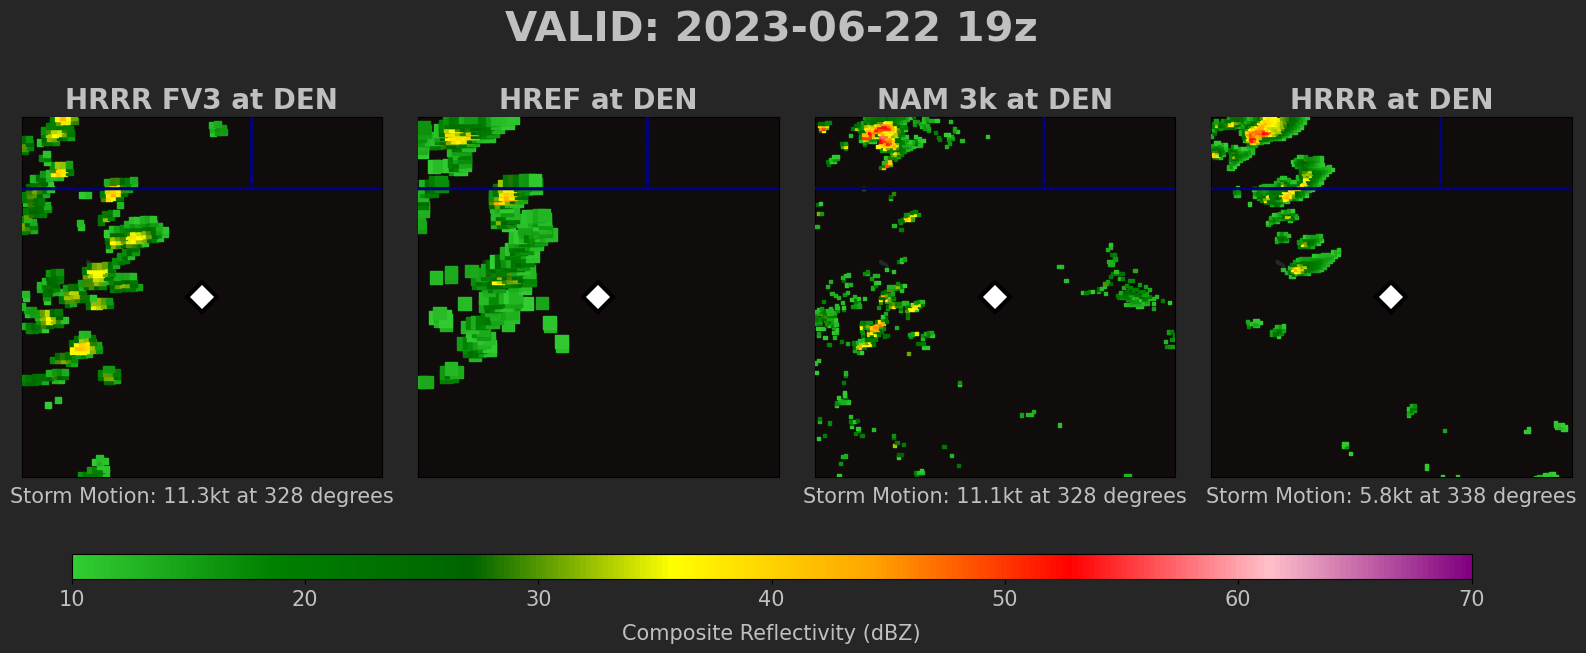 VALID: 2023-06-22 19z
HRRR FV3 at DEN
HREF at DEN
NAM 3k at DEN
HRRR at DEN
Storm Motion: 11.3kt at 328 degrees
Storm Motion: 11.1kt at 328 degrees
Storm Motion: 5.8kt at 338 degrees
10 20 30 40 50 60 70
Composite Reflectivity (dBZ)